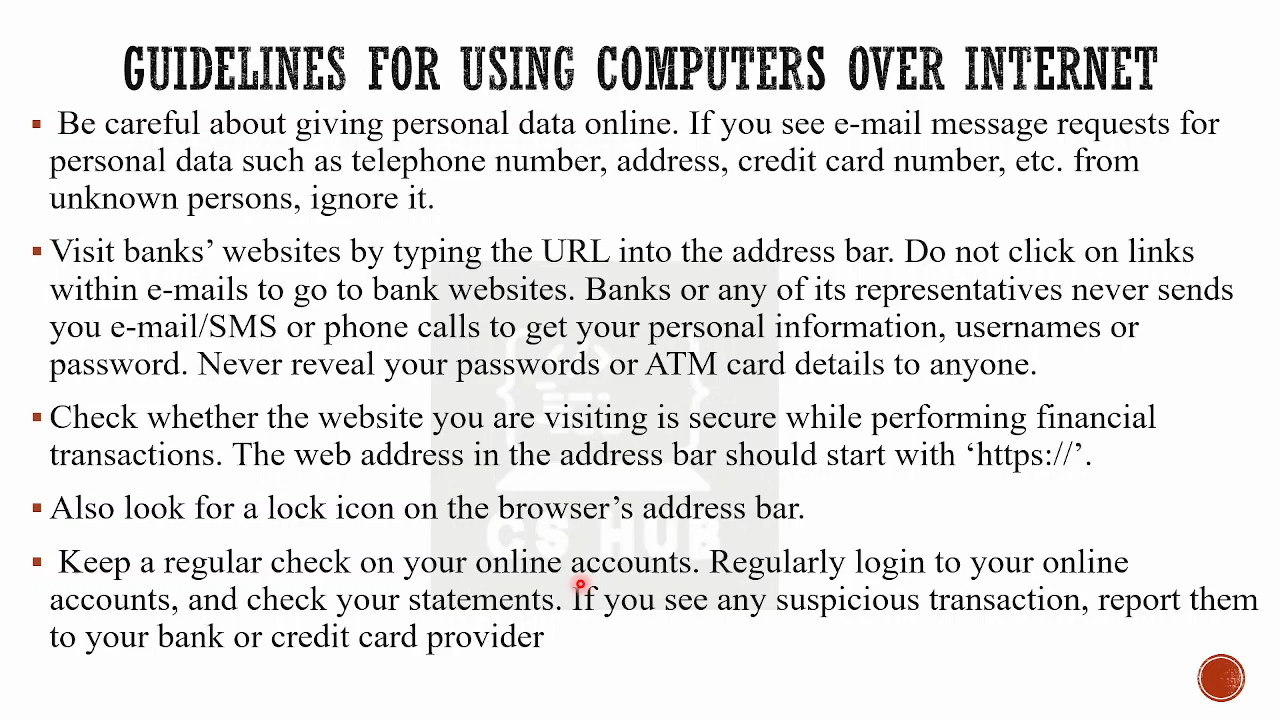 GUIDELINES FOR USING COMPUTERS OVER INTERNET
▪ Be careful about giving personal data online. If you see e-mail message requests for
personal data such as telephone number, address, credit card number, etc. from
unknown persons, ignore it.
▪ Visit banks’ websites by typing the URL into the address bar. Do not click on links
within e-mails to go to bank websites. Banks or any of its representatives never sends
you e-mail/SMS or phone calls to get your personal information, usernames or
password. Never reveal your passwords or ATM card details to anyone.
▪ Check whether the website you are visiting is secure while performing financial
transactions. The web address in the address bar should start with ‘https://’.
▪ Also look for a lock icon on the browser’s address bar.
CS HUB
▪ Keep a regular check on your online accounts. Regularly login to your online
accounts, and check your statements. If you see any suspicious transaction, report them
to your bank or credit card provider